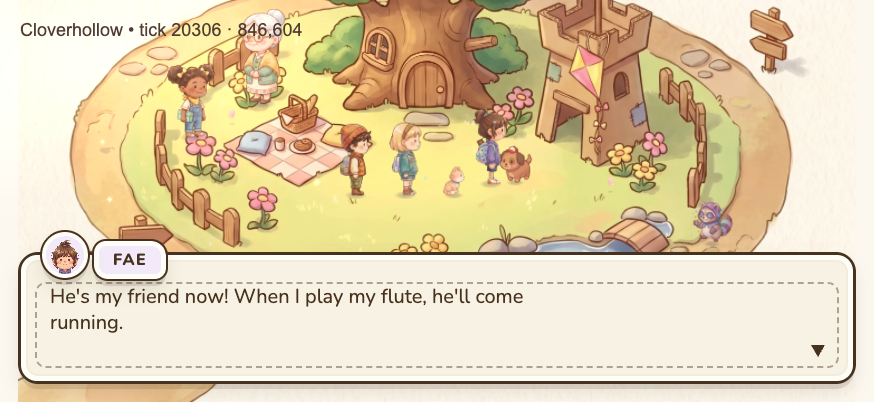 Cloverhollow • tick 20306 · 846,604
FAE
He's my friend now! When I play my flute, he'll come
running.